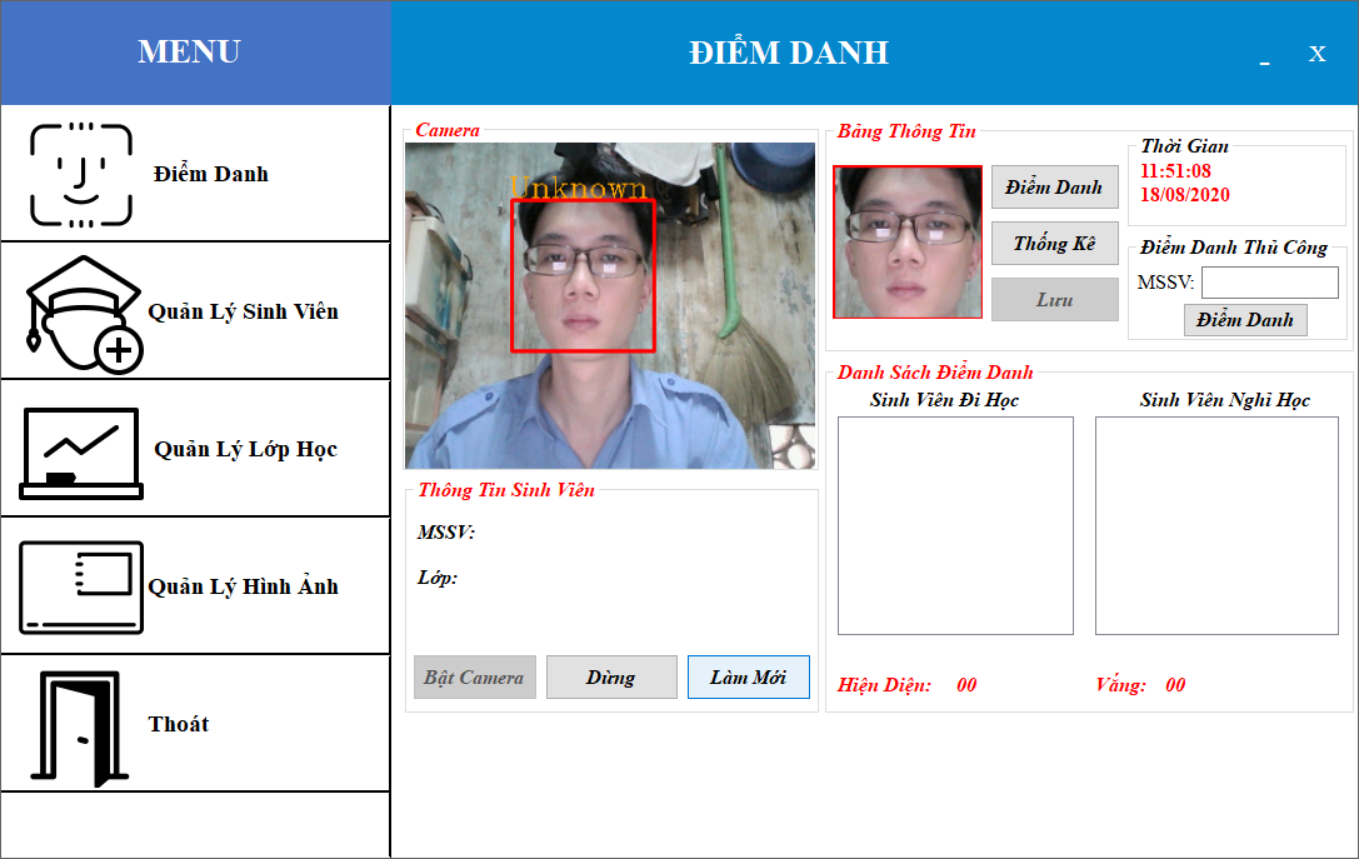 MENU
ĐIỂM DANH
_ X
Điểm Danh
Quản Lý Sinh Viên
Quản Lý Lớp Học
Quản Lý Hình Ảnh
Thoát
Camera
Unknown
Thông Tin Sinh Viên
MSSV:
Lớp:
Bật Camera
Dừng
Làm Mới
Bảng Thông Tin
Điểm Danh
Thống Kê
Lưu
Thời Gian
11:51:08
18/08/2020
Điểm Danh Thủ Công
MSSV:
Điểm Danh
Danh Sách Điểm Danh
Sinh Viên Đi Học
Sinh Viên Nghỉ Học
Hiện Diện: 00
Vắng: 00